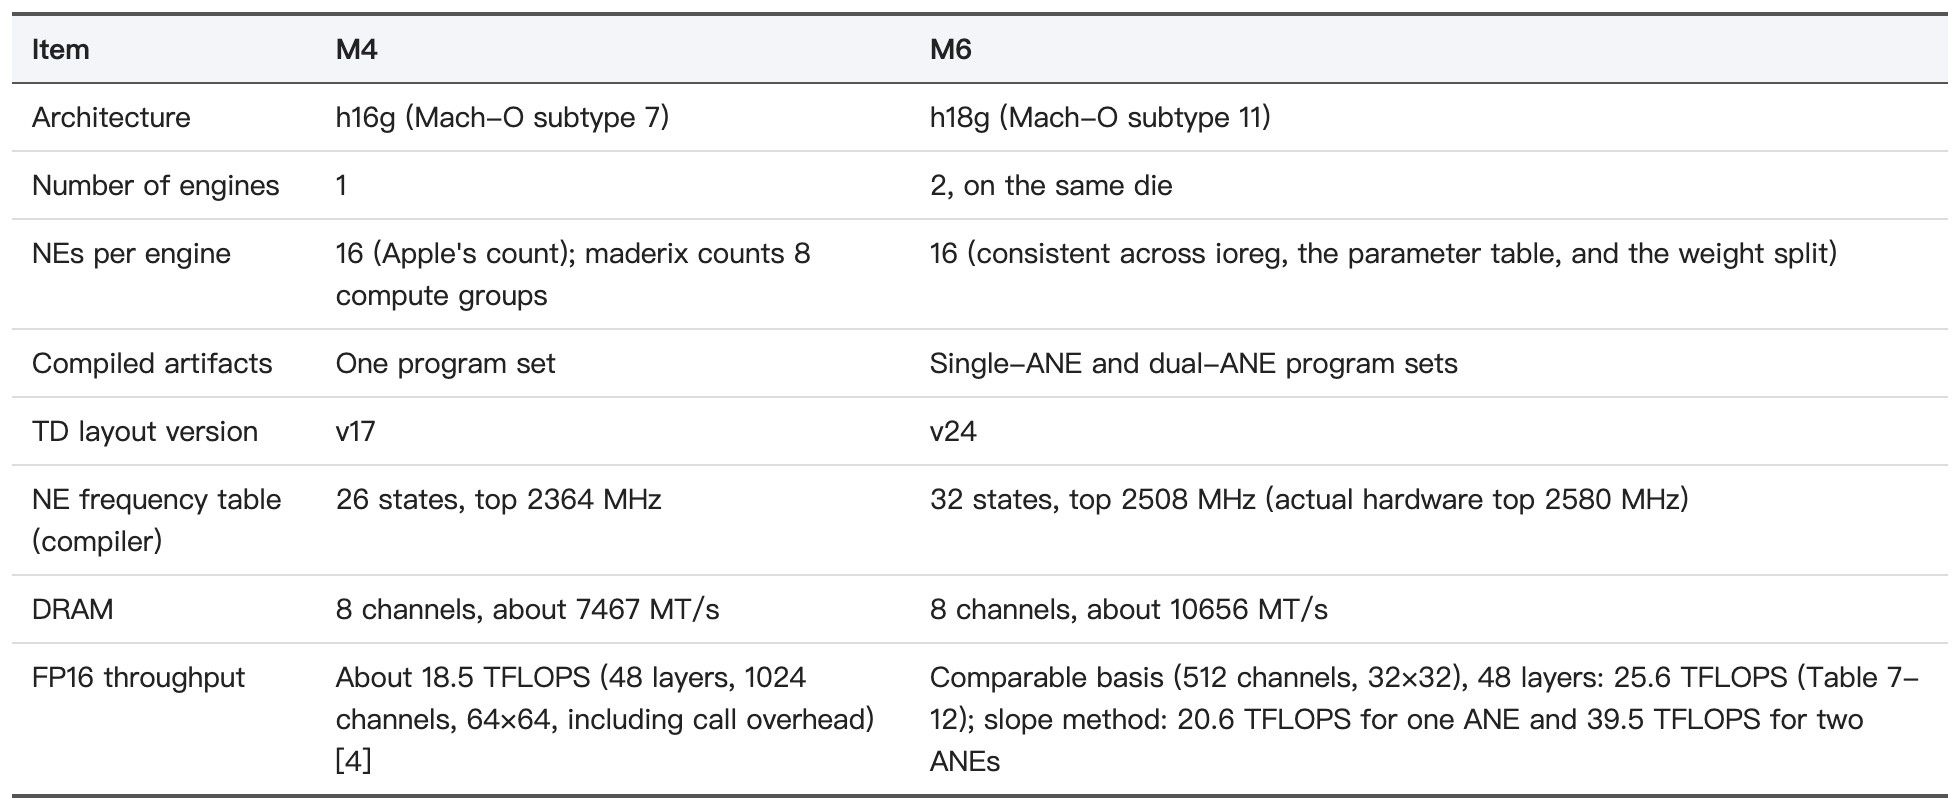 Item M4 M6
Architecture h16g (Mach–O subtype 7) h18g (Mach–O subtype 11)
Number of engines 1 2, on the same die
NEs per engine 16 (Apple's count); maderix counts 8 16 (consistent across ioreg, the parameter table, and the weight split)
compute groups
Compiled artifacts One program set Single–ANE and dual–ANE program sets
TD layout version v17 v24
NE frequency table 26 states, top 2364 MHz 32 states, top 2508 MHz (actual hardware top 2580 MHz)
(compiler)
DRAM 8 channels, about 7467 MT/s 8 channels, about 10656 MT/s
FP16 throughput About 18.5 TFLOPS (48 layers, 1024 Comparable basis (512 channels, 32×32), 48 layers: 25.6 TFLOPS (Table 7–
channels, 64×64, including call overhead) 12); slope method: 20.6 TFLOPS for one ANE and 39.5 TFLOPS for two
[4] ANEs